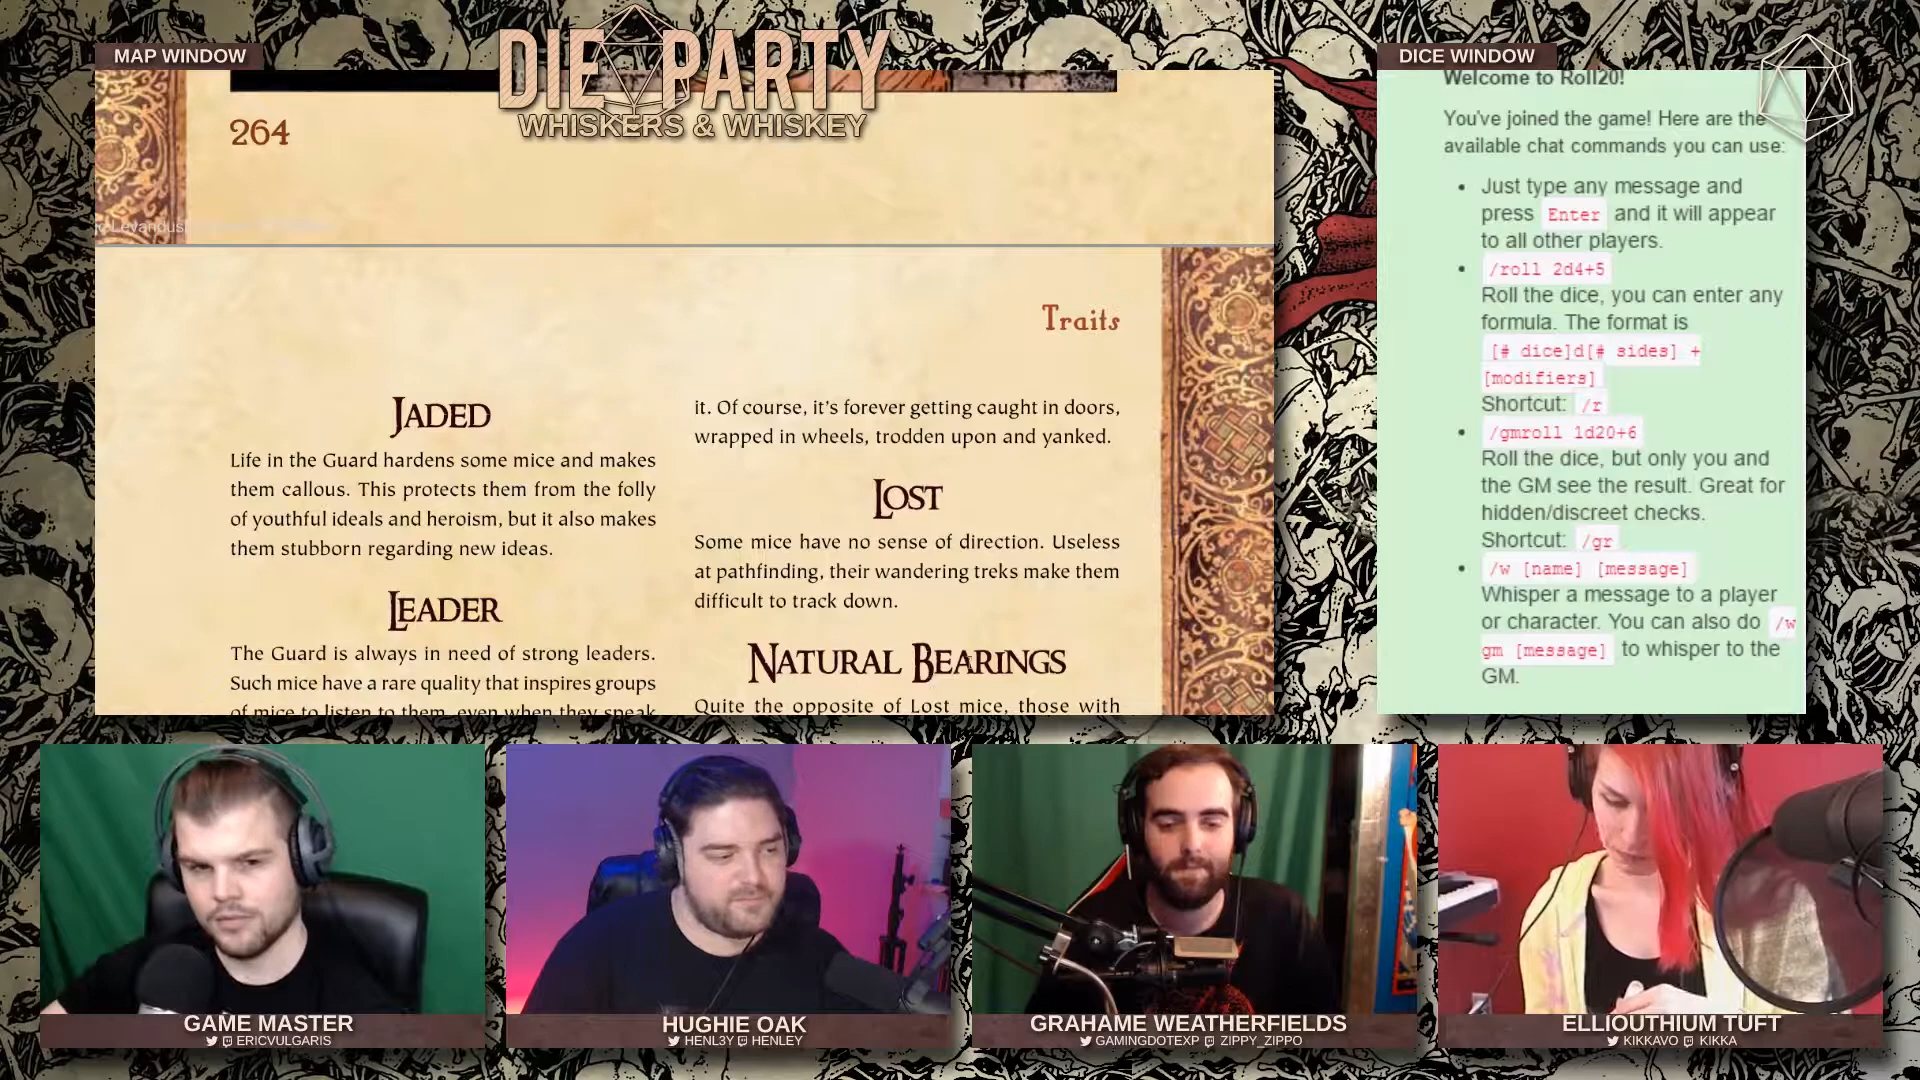 MAP WINDOW
DIE PARTY
WHISKERS & WHISKEY
264
Traits
JADED
Life in the Guard hardens some mice and makes
them callous. This protects them from the folly
of youthful ideals and heroism, but it also makes
them stubborn regarding new ideas.
LEADER
The Guard is always in need of strong leaders.
Such mice have a rare quality that inspires groups
of mice to listen to them, even when they speak
it. Of course, it's forever getting caught in doors,
wrapped in wheels, trodden upon and yanked.
LOST
Some mice have no sense of direction. Useless
at pathfinding, their wandering treks make them
difficult to track down.
NATURAL BEARINGS
Quite the opposite of Lost mice, those with
DICE WINDOW
Welcome to Roll20!
You've joined the game! Here are the
available chat commands you can use:
• Just type any message and
press Enter and it will appear
to all other players.
• /roll 2d4+5
Roll the dice, you can enter any
formula. The format is
[# dice]d[# sides] +
[modifiers]
Shortcut: /r
• /gmroll 1d20+6
Roll the dice, but only you and
the GM see the result. Great for
hidden/discreet checks.
Shortcut: /gr
• /w [name] [message]
Whisper a message to a player
or character. You can also do /w
gm [message] to whisper to the
GM.
GAME MASTER
ERICVULGARIS
HUGHIE OAK
HENL3Y HENLEY
GRAHAME WEATHERFIELDS
GAMINGDOTEXP ZIPPY_ZIPPO
ELLIOUTHIUM TUFT
KIKKAVO KIKKA